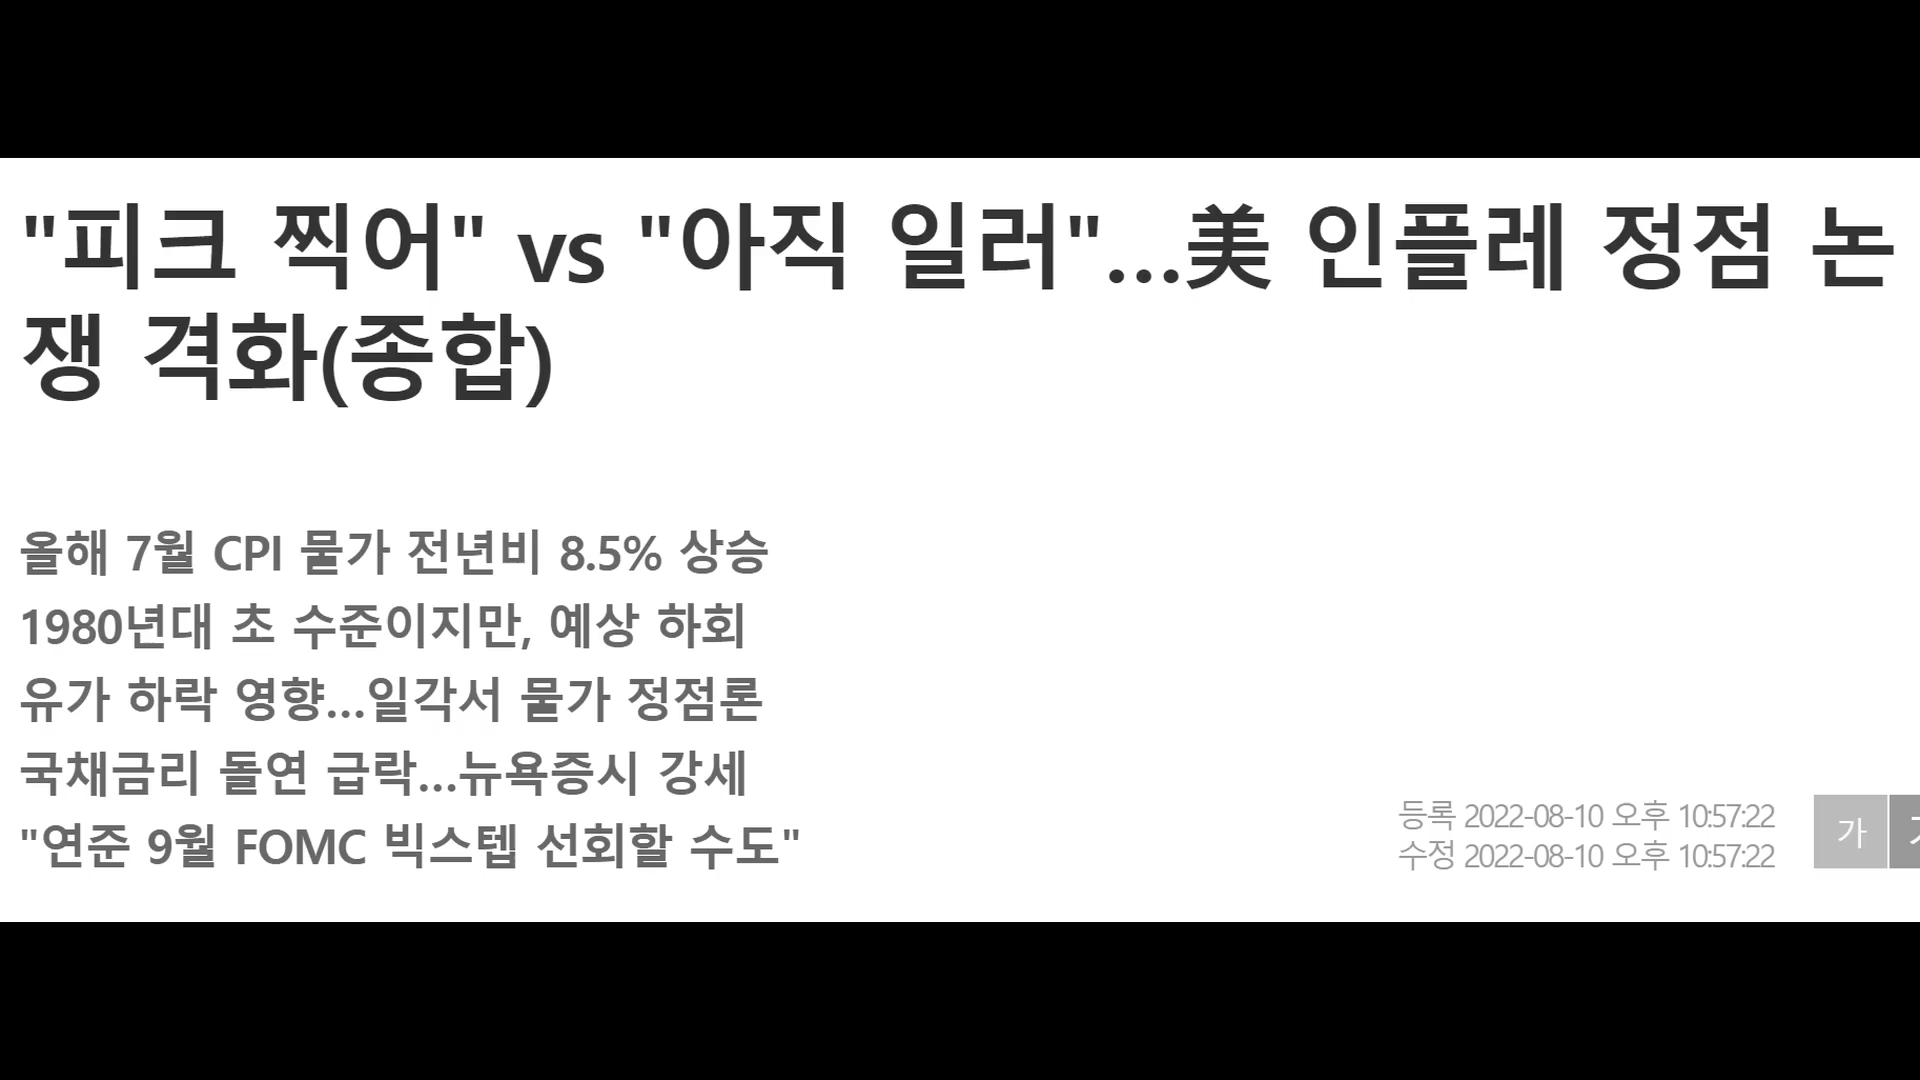 "피크 찍어" vs "아직 일러"...美 인플레 정점 논
쟁 격화(종합)
올해 7월 CPI 물가 전년비 8.5% 상승
1980년대 초 수준이지만, 예상 하회
유가 하락 영향...일각서 물가 정점론
국채금리 돌연 급락...뉴욕증시 강세
"연준 9월 FOMC 빅스텝 선회할 수도"
등록 2022-08-10 오후 10:57:22
수정 2022-08-10 오후 10:57:22
가